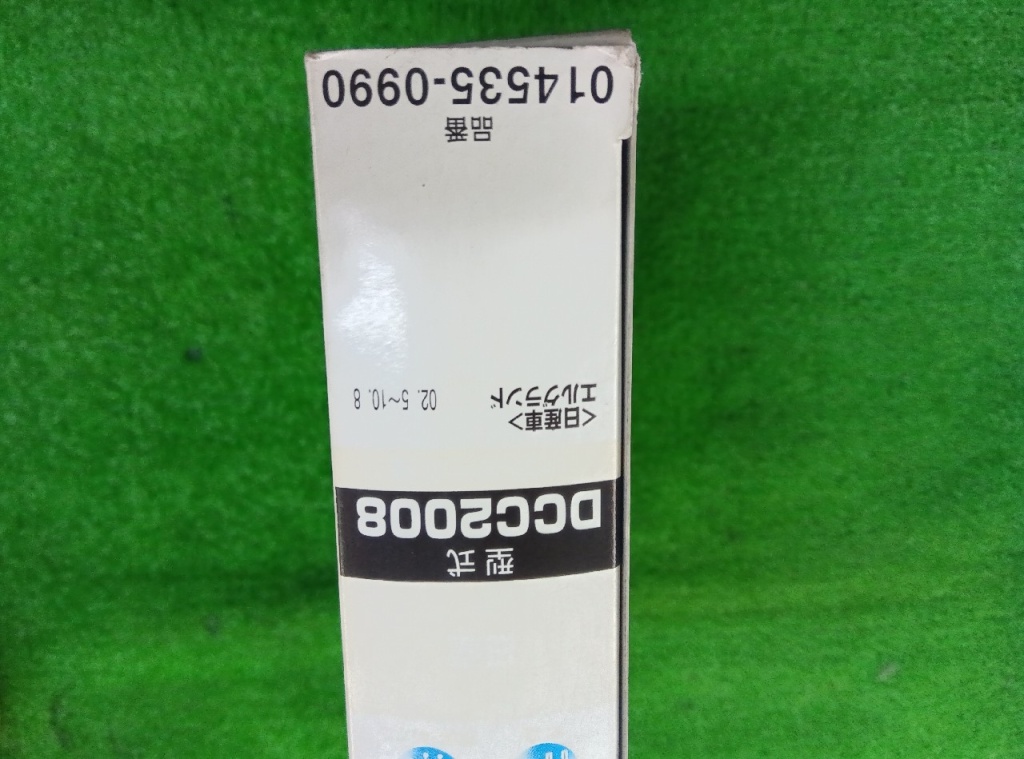 型式
DCC2008
<日産車>
エルグランド 02. 5~10. 8
品番
014535-0990